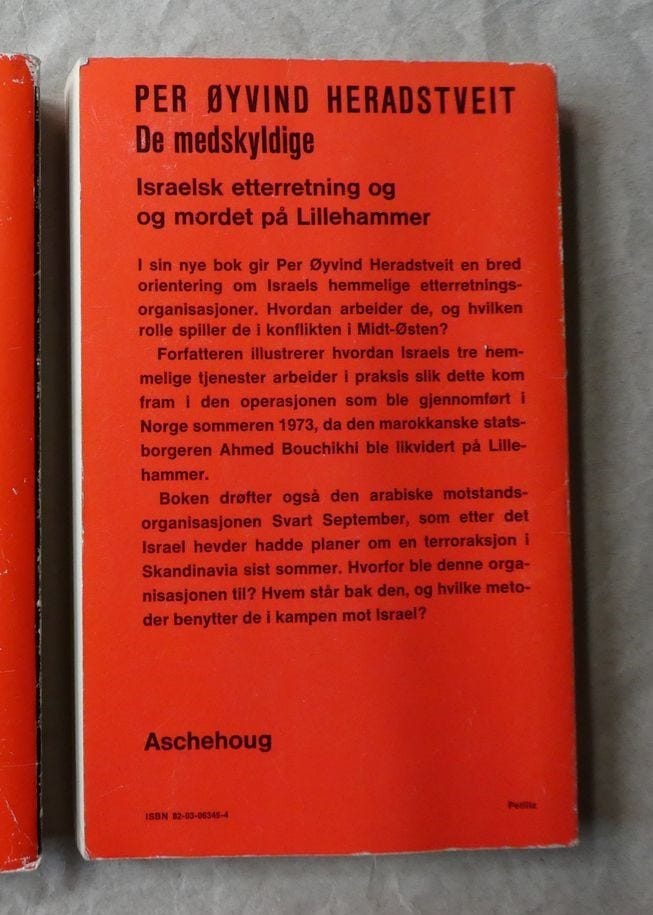 PER ØYVIND HERADSTVEIT
De medskyldige
Israelsk etterretning og
og mordet på Lillehammer
I sin nye bok gir Per Øyvind Heradstveit en bred
orientering om Israels hemmelige etterretnings-
organisasjoner. Hvordan arbeider de, og hvilken
rolle spiller de i konflikten i Midt-Østen?
Forfatteren illustrerer hvordan Israels tre hem-
melige tjenester arbeider i praksis slik dette kom
fram i den operasjonen som ble gjennomført i
Norge sommeren 1973, da den marokkanske stats-
borgeren Ahmed Bouchikhi ble likvidert på Lille-
hammer.
Boken drøfter også den arabiske motstands-
organisasjonen Svart September, som etter det
Israel hevder hadde planer om en terroraksjon i
Skandinavia sist sommer. Hvorfor ble denne orga-
nisasjonen til? Hvem står bak den, og hvilke meto-
der benytter de i kampen mot Israel?
Aschehoug
ISBN 82-03-06345-4